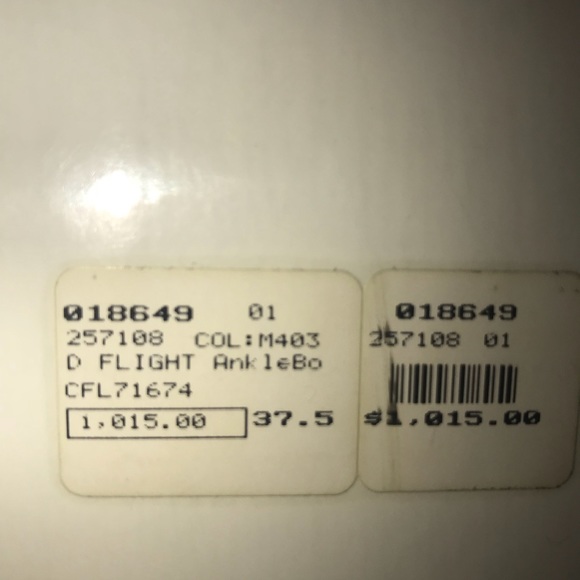 018649 01
257108 COL:M403
D FLIGHT AnkleBo
CFL71674
1,015.00 37.5
018649
257108 01
$1,015.00